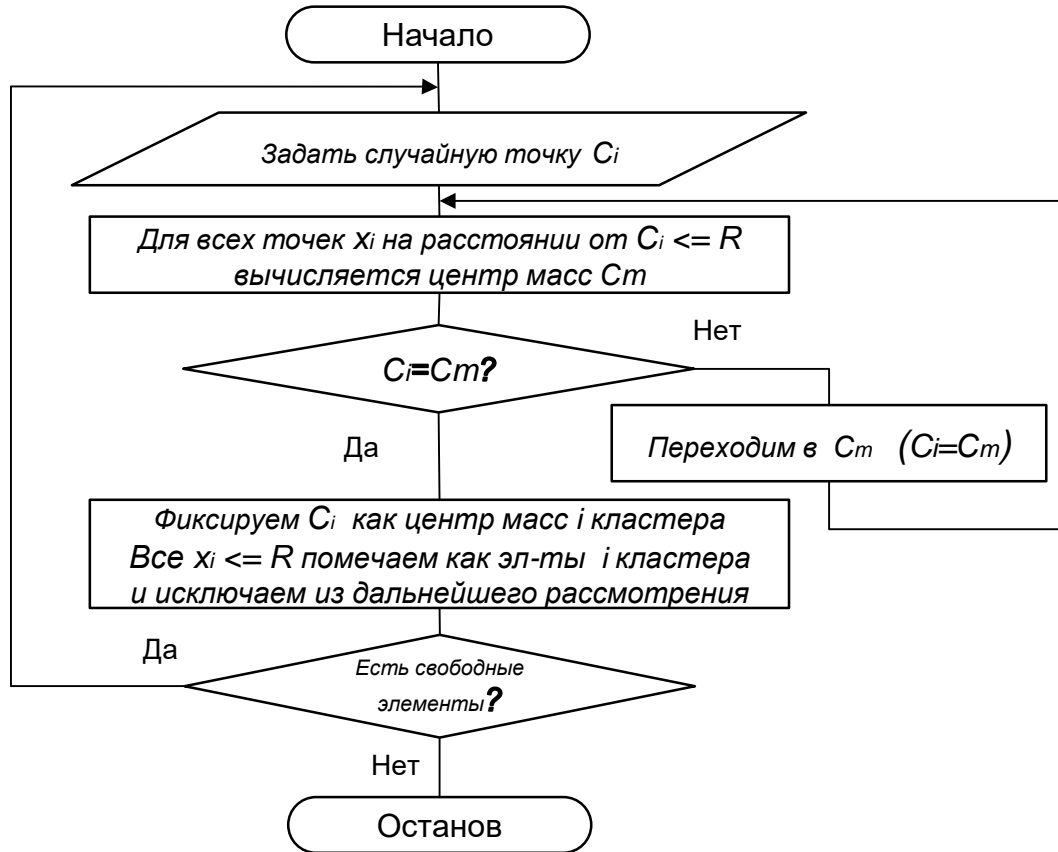 Начало
Задать случайную точку Ci
Для всех точек xi на расстоянии от Ci <= R
вычисляется центр масс Cm
Нет
Ci=Cm?
Переходим в Cm (Ci=Cm)
Да
Фиксируем Ci как центр масс i кластера
Все xi <= R помечаем как эл-ты i кластера
и исключаем из дальнейшего рассмотрения
Да
Есть свободные
элементы?
Нет
Останов